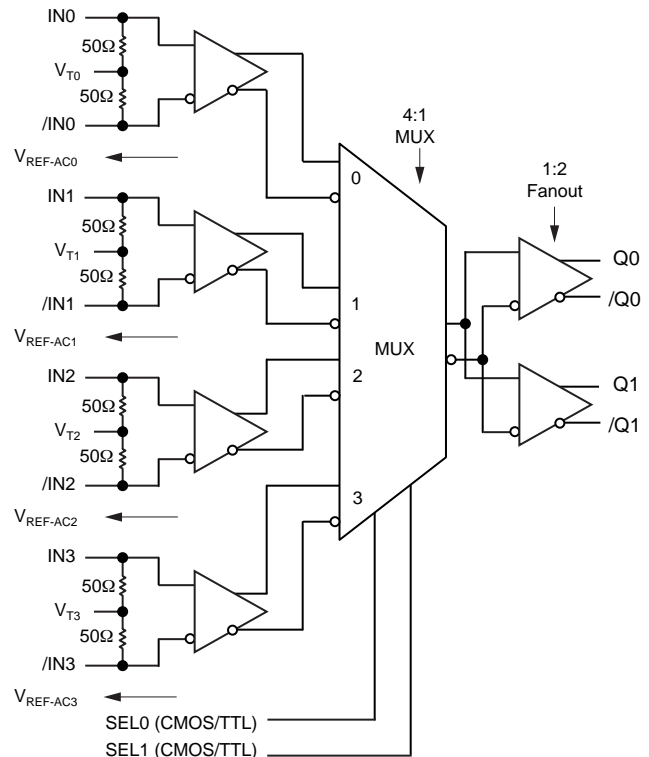 IN0
50Ω
VT0
50Ω
/IN0
VREF-AC0
IN1
50Ω
VT1
50Ω
/IN1
VREF-AC1
IN2
50Ω
VT2
50Ω
/IN2
VREF-AC2
IN3
50Ω
VT3
50Ω
/IN3
VREF-AC3
SEL0 (CMOS/TTL)
SEL1 (CMOS/TTL)
4:1
MUX
0
1
2
3
MUX
1:2
Fanout
Q0
/Q0
Q1
/Q1